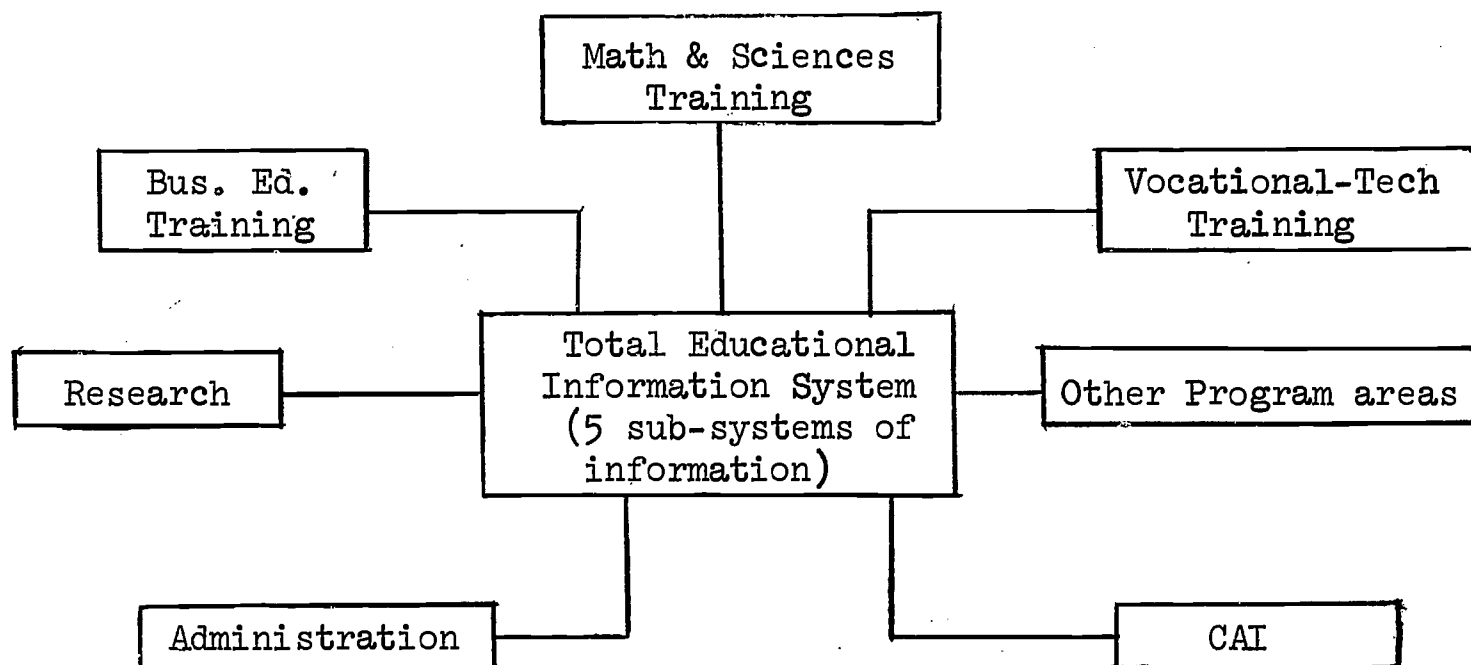 Math & Sciences
Training
Bus. Ed.
Training
Vocational-Tech
Training
Total Educational
Information System
(5 sub-systems of
information)
Research
Other Program areas
Administration
CAI